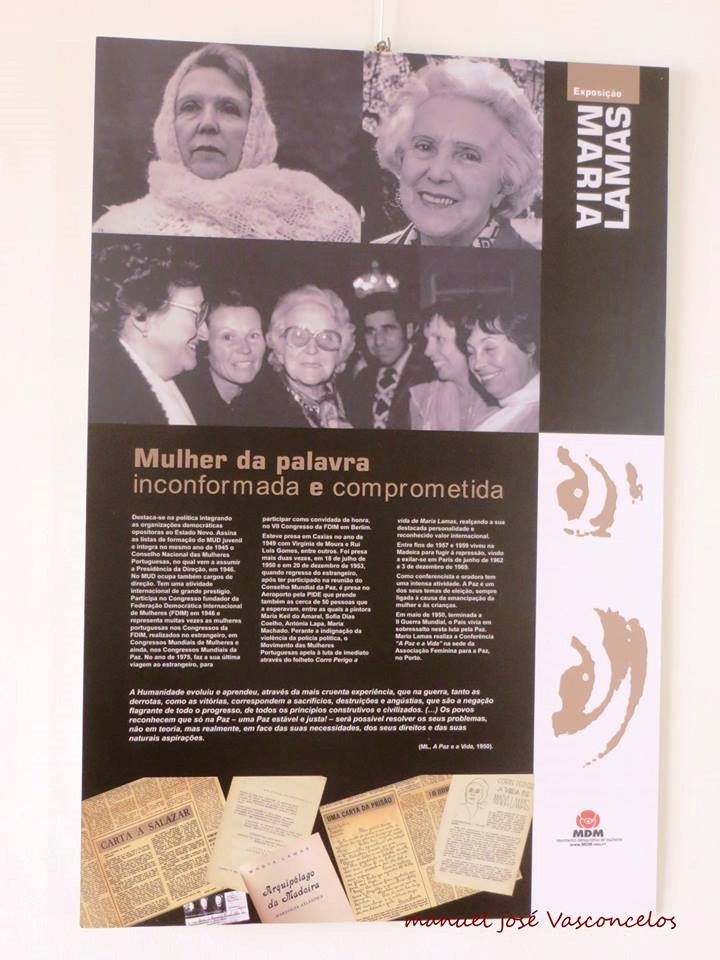 Exposição
MARIA
LAMAS
Mulher da palavra
inconformada e comprometida
Destaca-se na política integrando
as organizações democráticas
opositoras ao Estado Novo. Assina
as listas de formação do MUD juvenil
e integra no mesmo ano de 1945 o
Conselho Nacional das Mulheres
Portuguesas, no qual vem a assumir
a Presidência da Direção, em 1946.
No MUD ocupa também cargos de
direção. Tem uma atividade
internacional de grande prestígio.
Participa no Congresso fundador da
Federação Democrática Internacional
de Mulheres (FDIM) em 1946 e
representa muitas vezes as mulheres
portuguesas nos Congressos da
FDIM, realizados no estrangeiro, em
Congressos Mundiais de Mulheres e
ainda, nos Congressos Mundiais da
Paz. No ano de 1975, faz a sua última
viagem ao estrangeiro, para
participar como convidada de honra,
no VII Congresso da FDIM em Berlim.
Esteve presa em Caxias no ano de
1949 com Virgínia de Moura e Rui
Luís Gomes, entre outros. Foi presa
mais duas vezes, em 18 de julho de
1950 e em 20 de dezembro de 1953,
quando regressa do estrangeiro,
após ter participado na reunião do
Conselho Mundial da Paz, é presa no
Aeroporto pela PIDE que prende
também as cerca de 50 pessoas que
a esperavam, entre as quais a pintora
Maria Keil do Amaral, Sofia Dias
Coelho, Antónia Lapa, Maria
Machado. Perante a indignação da
violência da polícia política, o
Movimento das Mulheres
Portuguesas apela à luta de imediato
através do folheto Corre Perigo a
vida de Maria Lamas, realçando a sua
destacada personalidade e
reconhecido valor internacional.
Entre fins de 1957 e 1959 viveu na
Madeira para fugir à repressão, vindo
a exilar-se em Paris de junho de 1962
a 3 de dezembro de 1969.
Como conferencista e oradora tem
uma intensa atividade. A Paz é um
dos seus temas de eleição, sempre
ligada à causa da emancipação da
mulher e às crianças.
Em maio de 1950, terminada a
II Guerra Mundial, o País vivia em
sobressalto nesta luta pela Paz.
Maria Lamas realiza a Conferência
"A Paz e a Vida" na sede da
Associação Feminina para a Paz,
no Porto.
A Humanidade evoluiu e aprendeu, através da mais cruenta experiência, que na guerra, tanto as
derrotas, como as vitórias, correspondem a sacrifícios, destruições e angústias, que são a negação
flagrante de todo o progresso, de todos os princípios construtivos e civilizados. (...) Os povos
reconhecem que só na Paz – uma Paz estável e justa! – será possível resolver os seus problemas,
não em teoria, mas realmente, em face das suas necessidades, dos seus direitos e das suas
naturais aspirações.
(ML, A Paz e a Vida, 1950).
CARTA A SALAZAR
UMA CARTA DA PRISÃO
CORRE PERIGO
A VIDA DE
MARIA LAMAS
MARIA LAMAS
Arquipélago
da Madeira
MARAVILHA ATLÂNTICA
MDM
movimento democrático de mulheres
manuel josé Vasconcelos